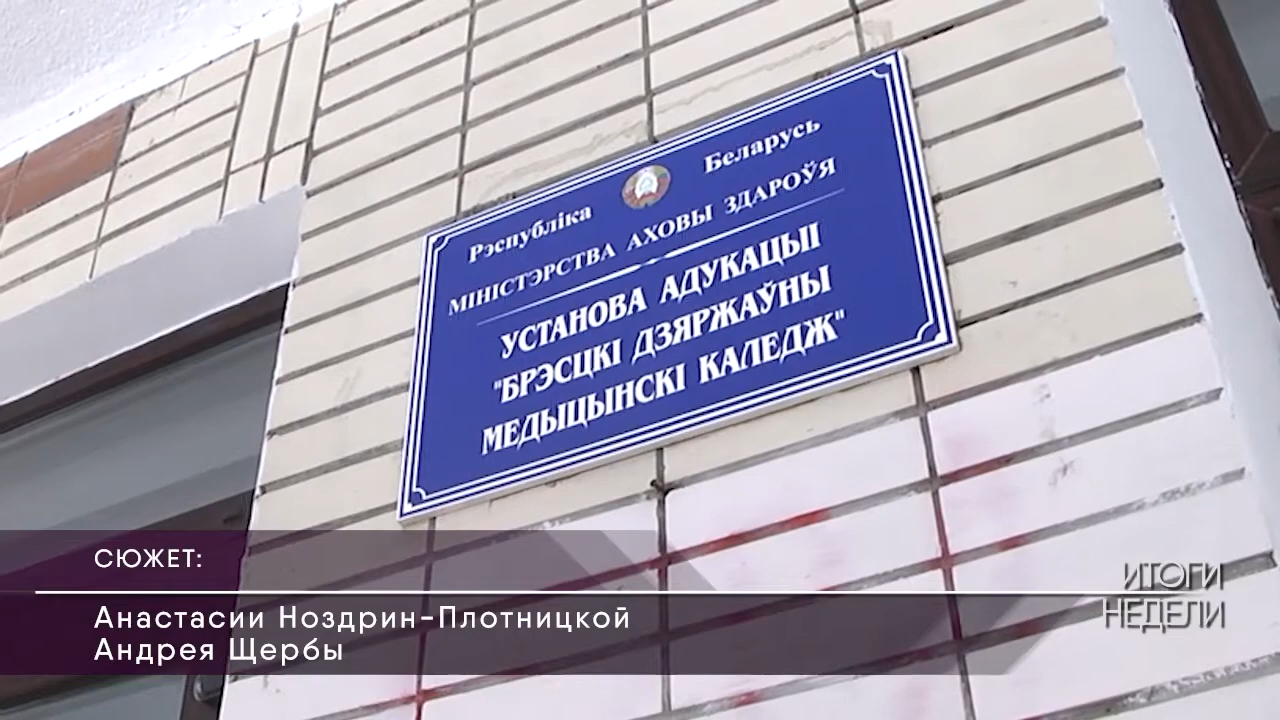 Рэспубліка Беларусь
МІНІСТЭРСТВА АХОВЫ ЗДАРОЎЯ
УСТАНОВА АДУКАЦЫІ
"БРЭСЦКІ ДЗЯРЖАЎНЫ
МЕДЫЦЫНСКІ КАЛЕДЖ"
СЮЖЕТ:
Анастасии Ноздрин-Плотницкой
Андрея Щербы
ИТОГИ
НЕДЕЛИ